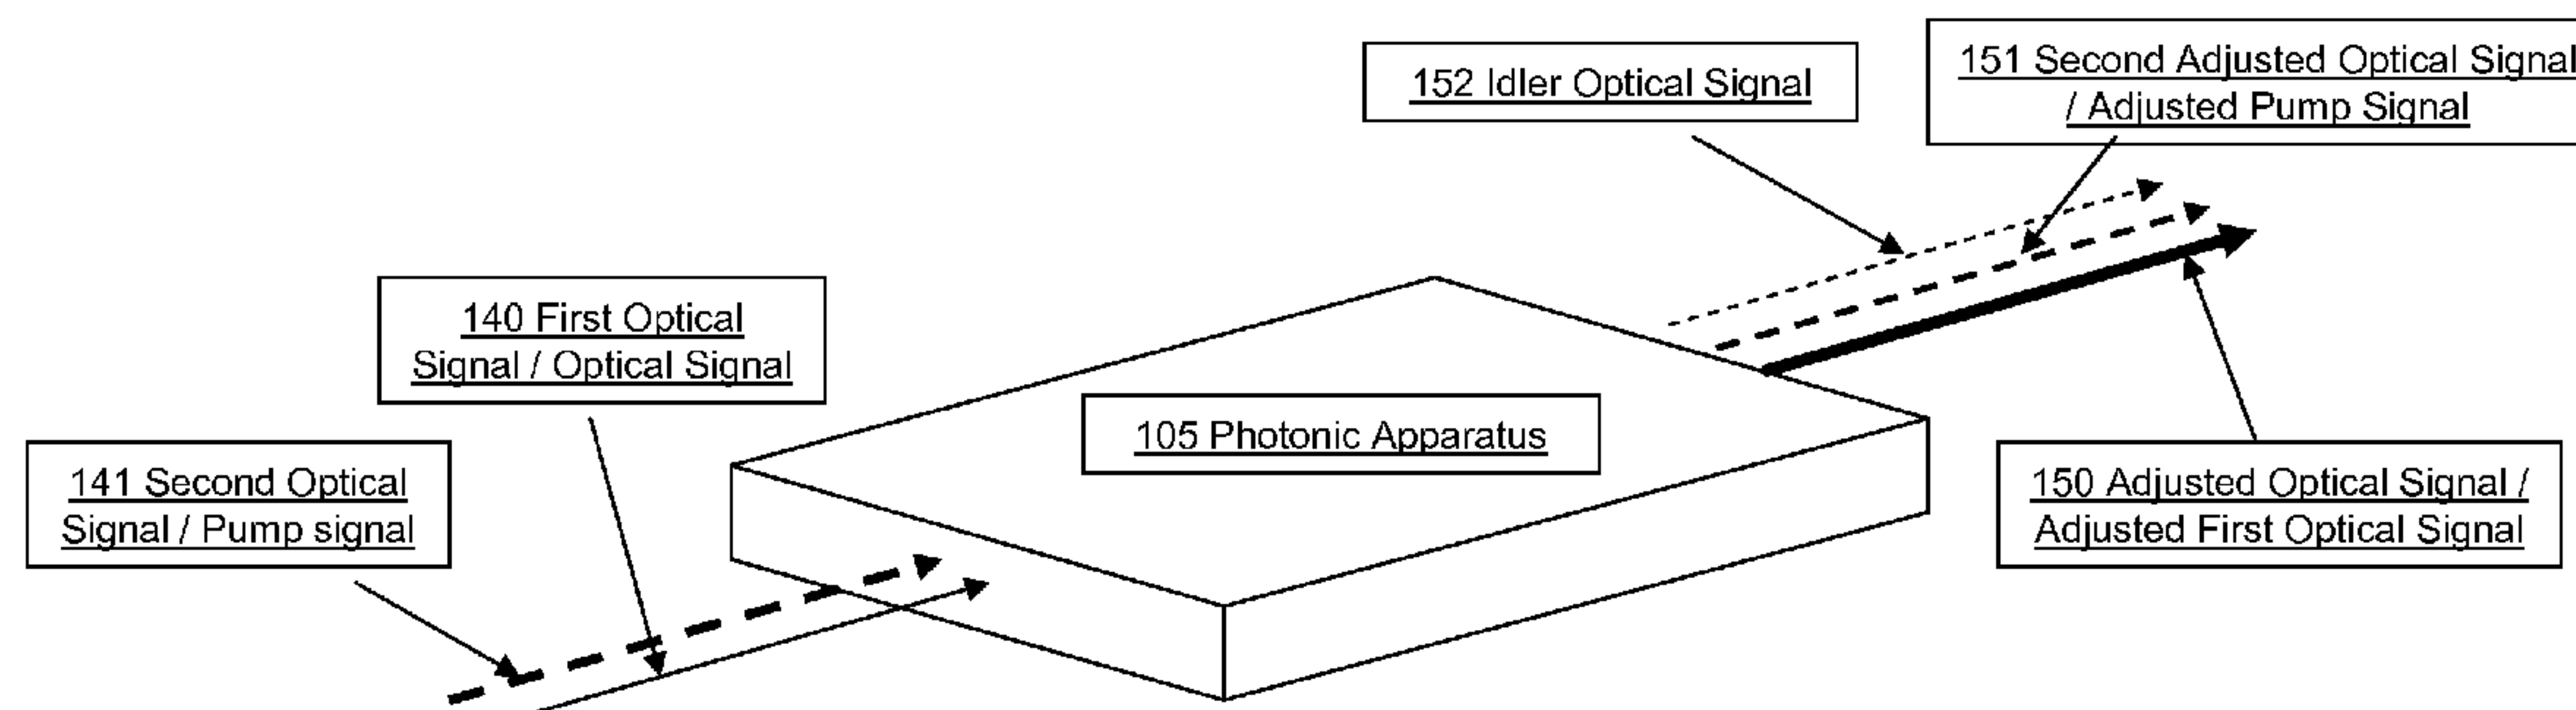 152 Idler Optical Signal
151 Second Adjusted Optical Signal
/ Adjusted Pump Signal
140 First Optical
Signal / Optical Signal
105 Photonic Apparatus
141 Second Optical
Signal / Pump signal
150 Adjusted Optical Signal /
Adjusted First Optical Signal